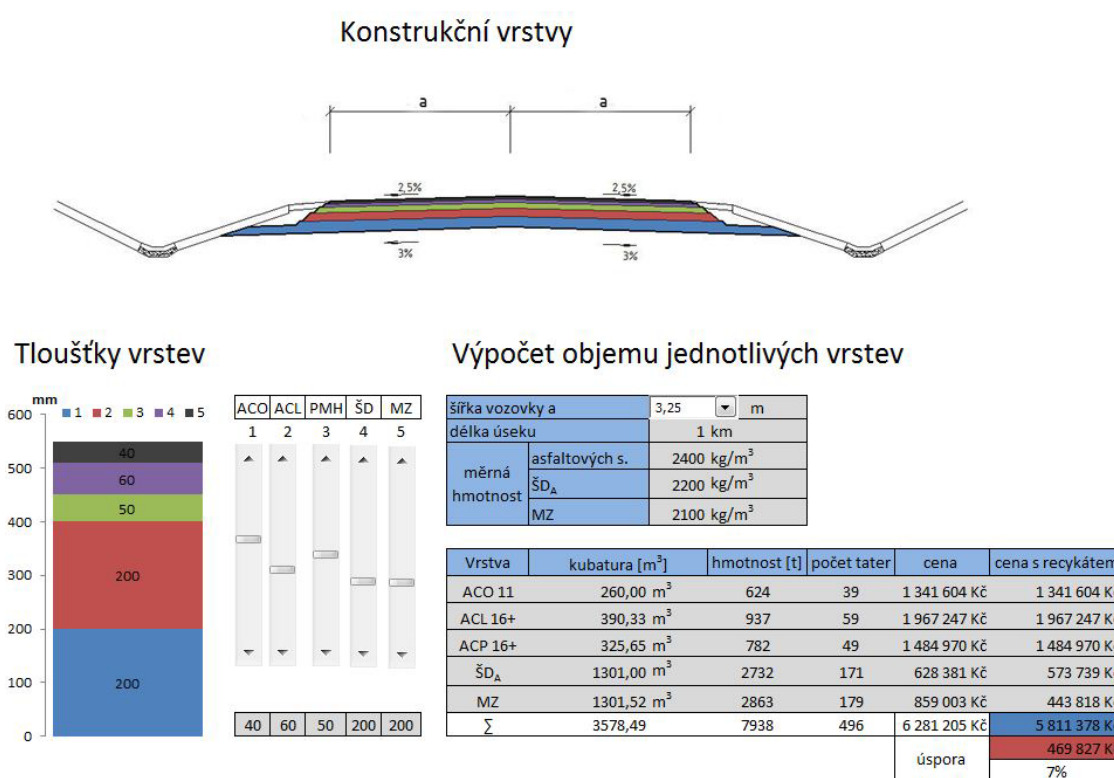 Konstrukční vrstvy
a a
2,5% 2,5%
3% 3%
Tloušťky vrstev
mm
1 2 3 4 5
600
500
400
300
200
100
0
40
60
50
200
200
ACO ACL PMH ŠD MZ
1 2 3 4 5
40 60 50 200 200
Výpočet objemu jednotlivých vrstev
šířka vozovky a 3,25 m
délka úseku 1 km
měrná hmotnost
asfaltových s. 2400 kg/m³
ŠDA 2200 kg/m³
MZ 2100 kg/m³
Vrstva kubatura [m³] hmotnost [t] počet tater cena cena s recykátem
ACO 11 260,00 m³ 624 39 1 341 604 Kč 1 341 604 Kč
ACL 16+ 390,33 m³ 937 59 1 967 247 Kč 1 967 247 Kč
ACP 16+ 325,65 m³ 782 49 1 484 970 Kč 1 484 970 Kč
ŠDA 1301,00 m³ 2732 171 628 381 Kč 573 739 Kč
MZ 1301,52 m³ 2863 179 859 003 Kč 443 818 Kč
Σ 3578,49 7938 496 6 281 205 Kč 5 811 378 Kč
úspora 469 827 Kč
7%